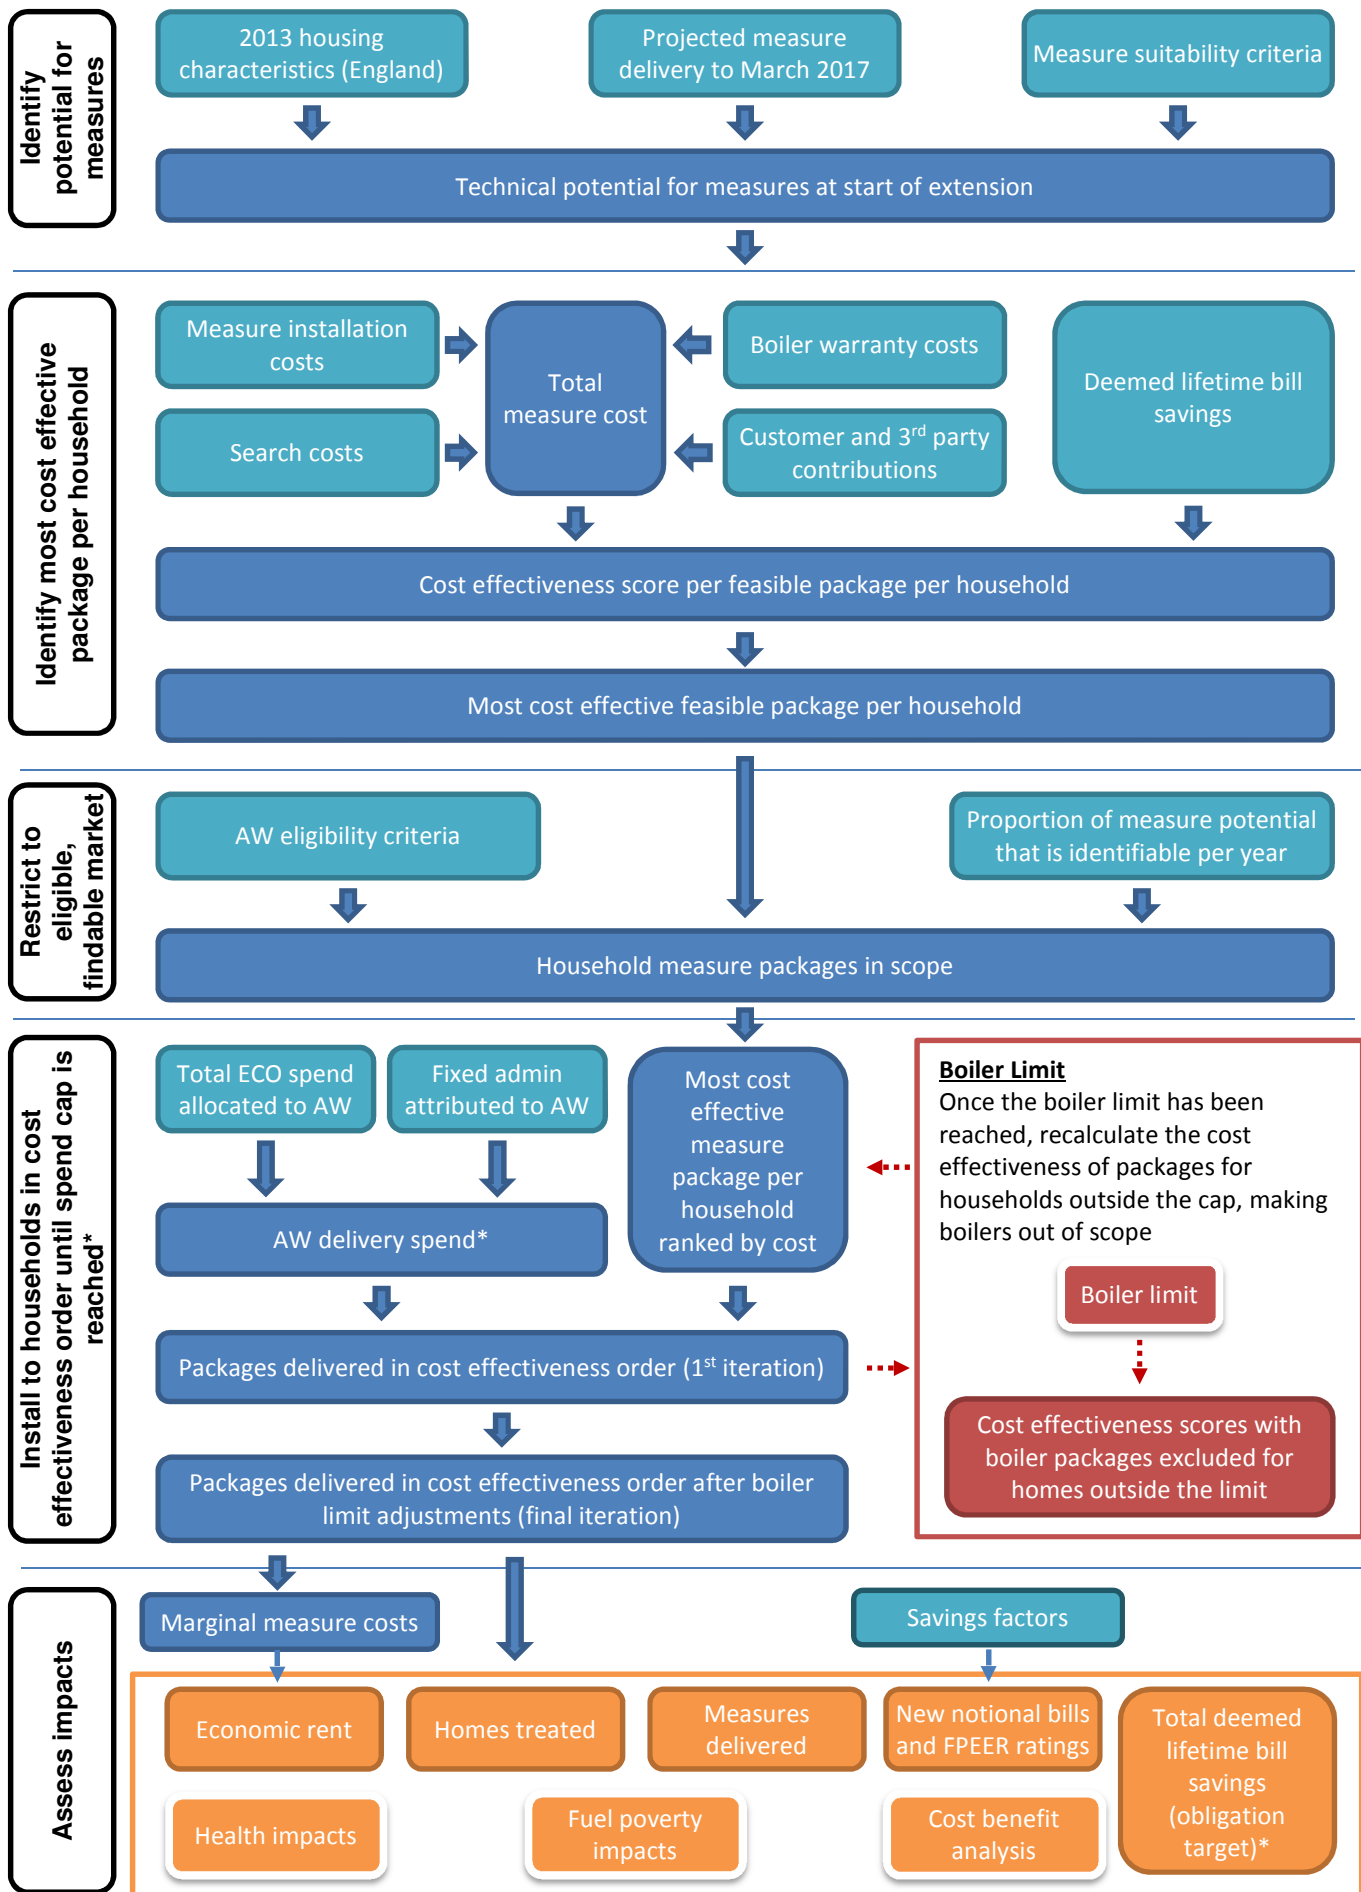 Identify
potential for
measures
2013 housing
characteristics (England)
Projected measure
delivery to March 2017
Measure suitability criteria
Technical potential for measures at start of extension
Identify most cost effective
package per household
Measure installation
costs
Search costs
Total
measure cost
Boiler warranty costs
Customer and 3rd party
contributions
Deemed lifetime bill
savings
Cost effectiveness score per feasible package per household
Most cost effective feasible package per household
Restrict to
eligible,
findable market
AW eligibility criteria
Proportion of measure potential
that is identifiable per year
Household measure packages in scope
Install to households in cost
effectiveness order until spend cap is
reached*
Total ECO spend
allocated to AW
Fixed admin
attributed to AW
Most cost
effective
measure
package per
household
ranked by cost
AW delivery spend*
Packages delivered in cost effectiveness order (1st iteration)
Packages delivered in cost effectiveness order after boiler
limit adjustments (final iteration)
Boiler Limit
Once the boiler limit has been
reached, recalculate the cost
effectiveness of packages for
households outside the cap, making
boilers out of scope
Boiler limit
Cost effectiveness scores with
boiler packages excluded for
homes outside the limit
Assess impacts
Marginal measure costs
Savings factors
Economic rent
Homes treated
Measures
delivered
New notional bills
and FPEER ratings
Total deemed
lifetime bill
savings
(obligation
target)*
Health impacts
Fuel poverty
impacts
Cost benefit
analysis